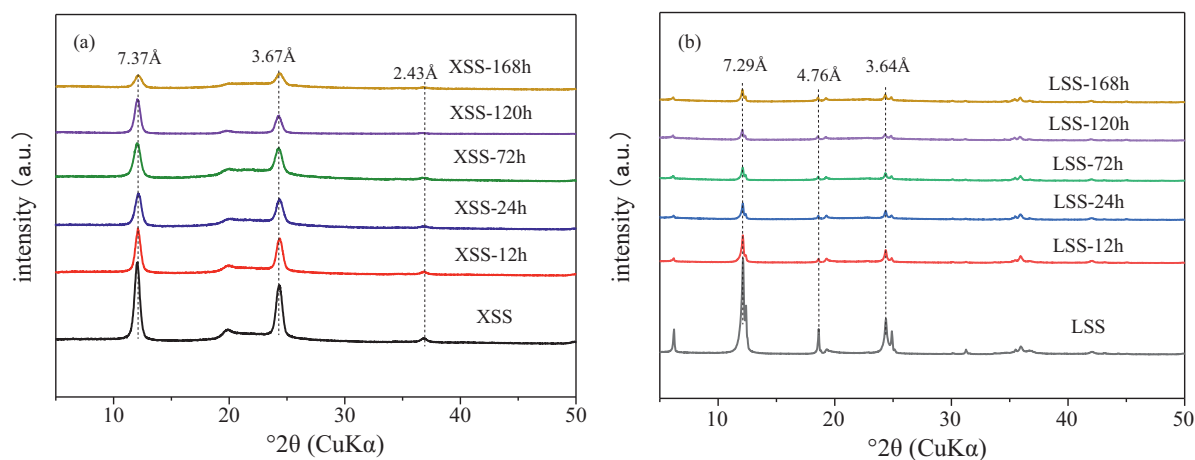 (a)
7.37Å
3.67Å
2.43Å
XSS-168h
XSS-120h
XSS-72h
XSS-24h
XSS-12h
XSS
intensity (a.u.)
10 20 30 40 50
°2θ (CuKα)
(b)
7.29Å
4.76Å
3.64Å
LSS-168h
LSS-120h
LSS-72h
LSS-24h
LSS-12h
LSS
intensity (a.u.)
10 20 30 40 50
°2θ (CuKα)